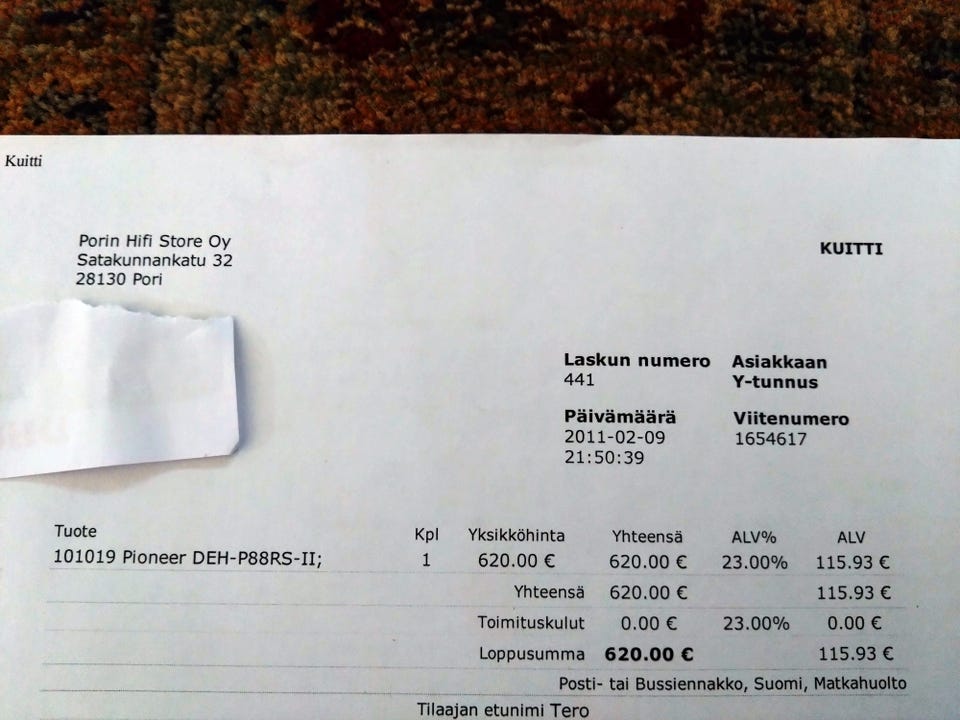 Kuitti
Porin Hifi Store Oy
Satakunnankatu 32
28130 Pori
KUITTI
Laskun numero Asiakkaan
441 Y-tunnus
Päivämäärä Viitenumero
2011-02-09 1654617
21:50:39
Tuote Kpl Yksikköhinta Yhteensä ALV% ALV
101019 Pioneer DEH-P88RS-II; 1 620.00 € 620.00 € 23.00% 115.93 €
Yhteensä 620.00 € 115.93 €
Toimituskulut 0.00 € 23.00% 0.00 €
Loppusumma 620.00 € 115.93 €
Posti- tai Bussiennakko, Suomi, Matkahuolto
Tilaajan etunimi Tero